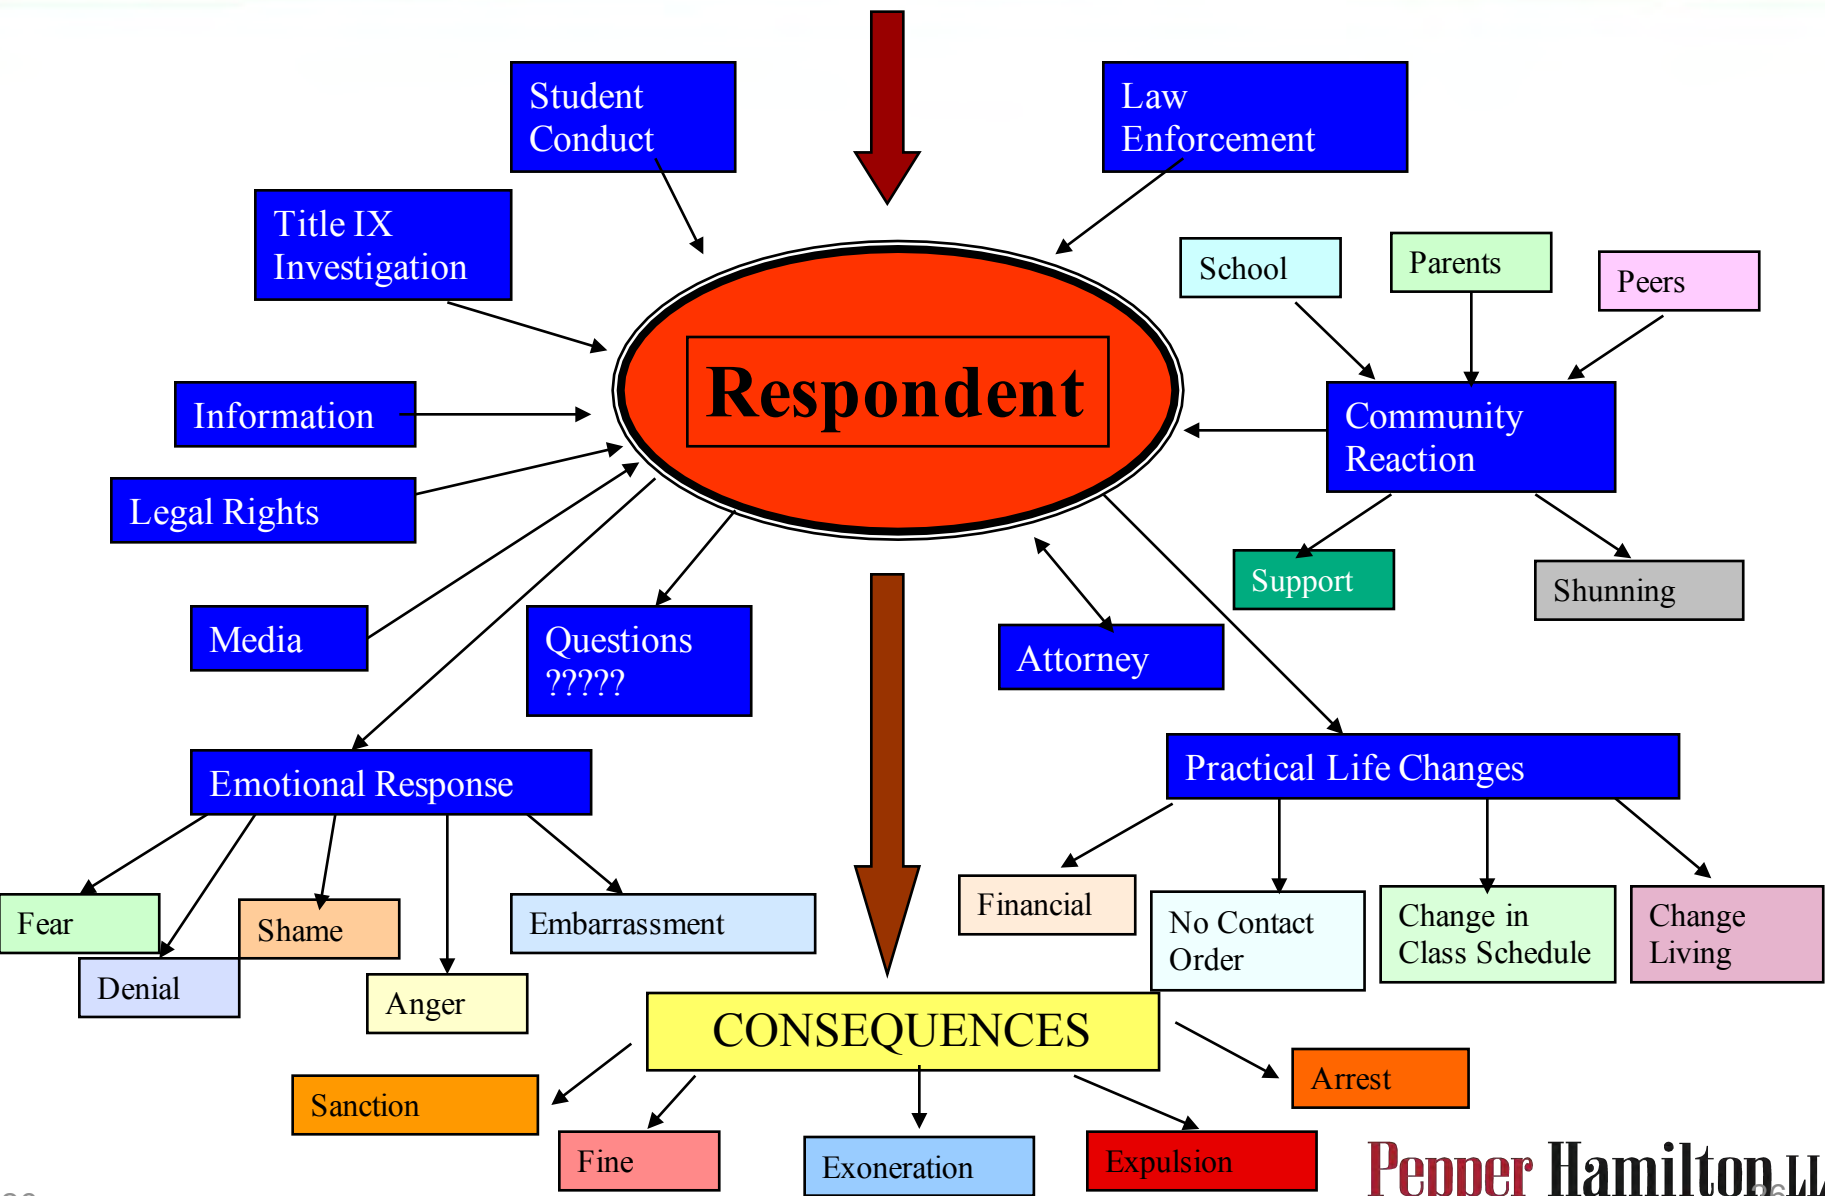 Student
Conduct
Law
Enforcement
Title IX
Investigation
School
Parents
Peers
Respondent
Information
Community
Reaction
Legal Rights
Support
Shunning
Media
Questions
?????
Attorney
Emotional Response
Practical Life Changes
Fear
Shame
Embarrassment
Denial
Anger
Financial
No Contact
Order
Change in
Class Schedule
Change
Living
CONSEQUENCES
Sanction
Arrest
Fine
Exoneration
Expulsion
Pepper Hamilton